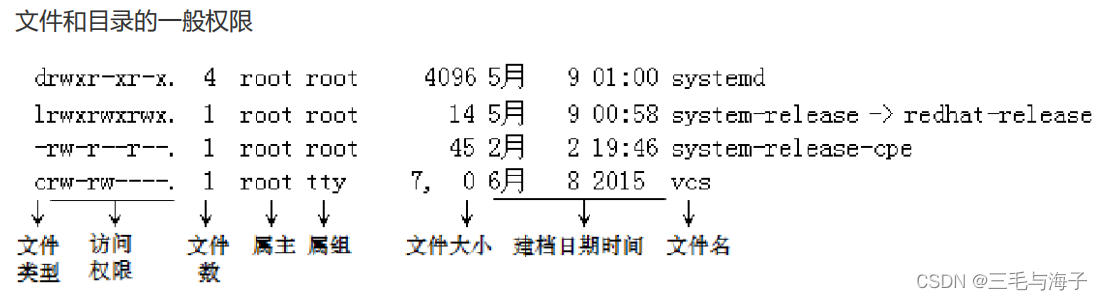 文件和目录的一般权限
drwxr-xr-x. 4 root root 4096 5月 9 01:00 systemd
lrwxrwxrwx. 1 root root 14 5月 9 00:58 system-release -> redhat-release
-rw-r--r--. 1 root root 45 2月 2 19:46 system-release-cpe
crw-rw----. 1 root tty 7, 0 6月 8 2015 vcs
文件 访问 文件 属主 属组 文件大小 建档日期时间 文件名
类型 权限 数
CSDN @三毛与海子